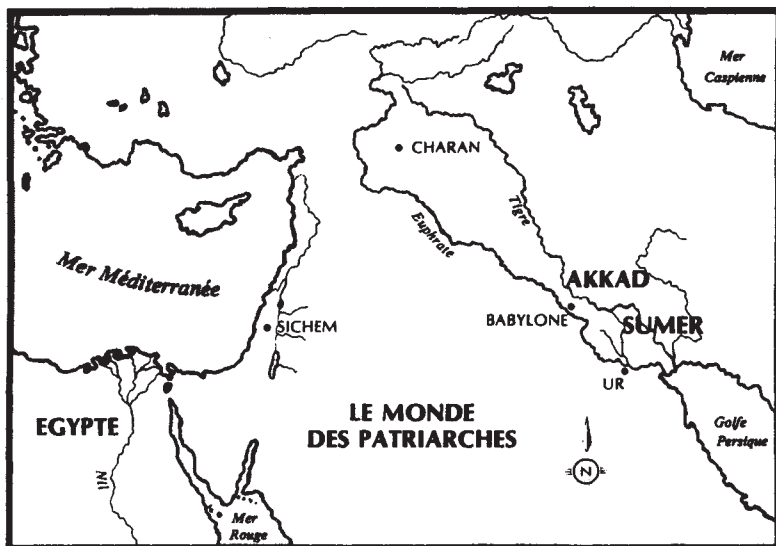 Mer
Caspienne
CHARAN
Tigre
Euphrate
Mer Méditerranée
AKKAD
BABYLONE
SUMER
SICHEM
UR
EGYPTE
LE MONDE
DES PATRIARCHES
Golfe
Persique
Nil
N
Mer
Rouge